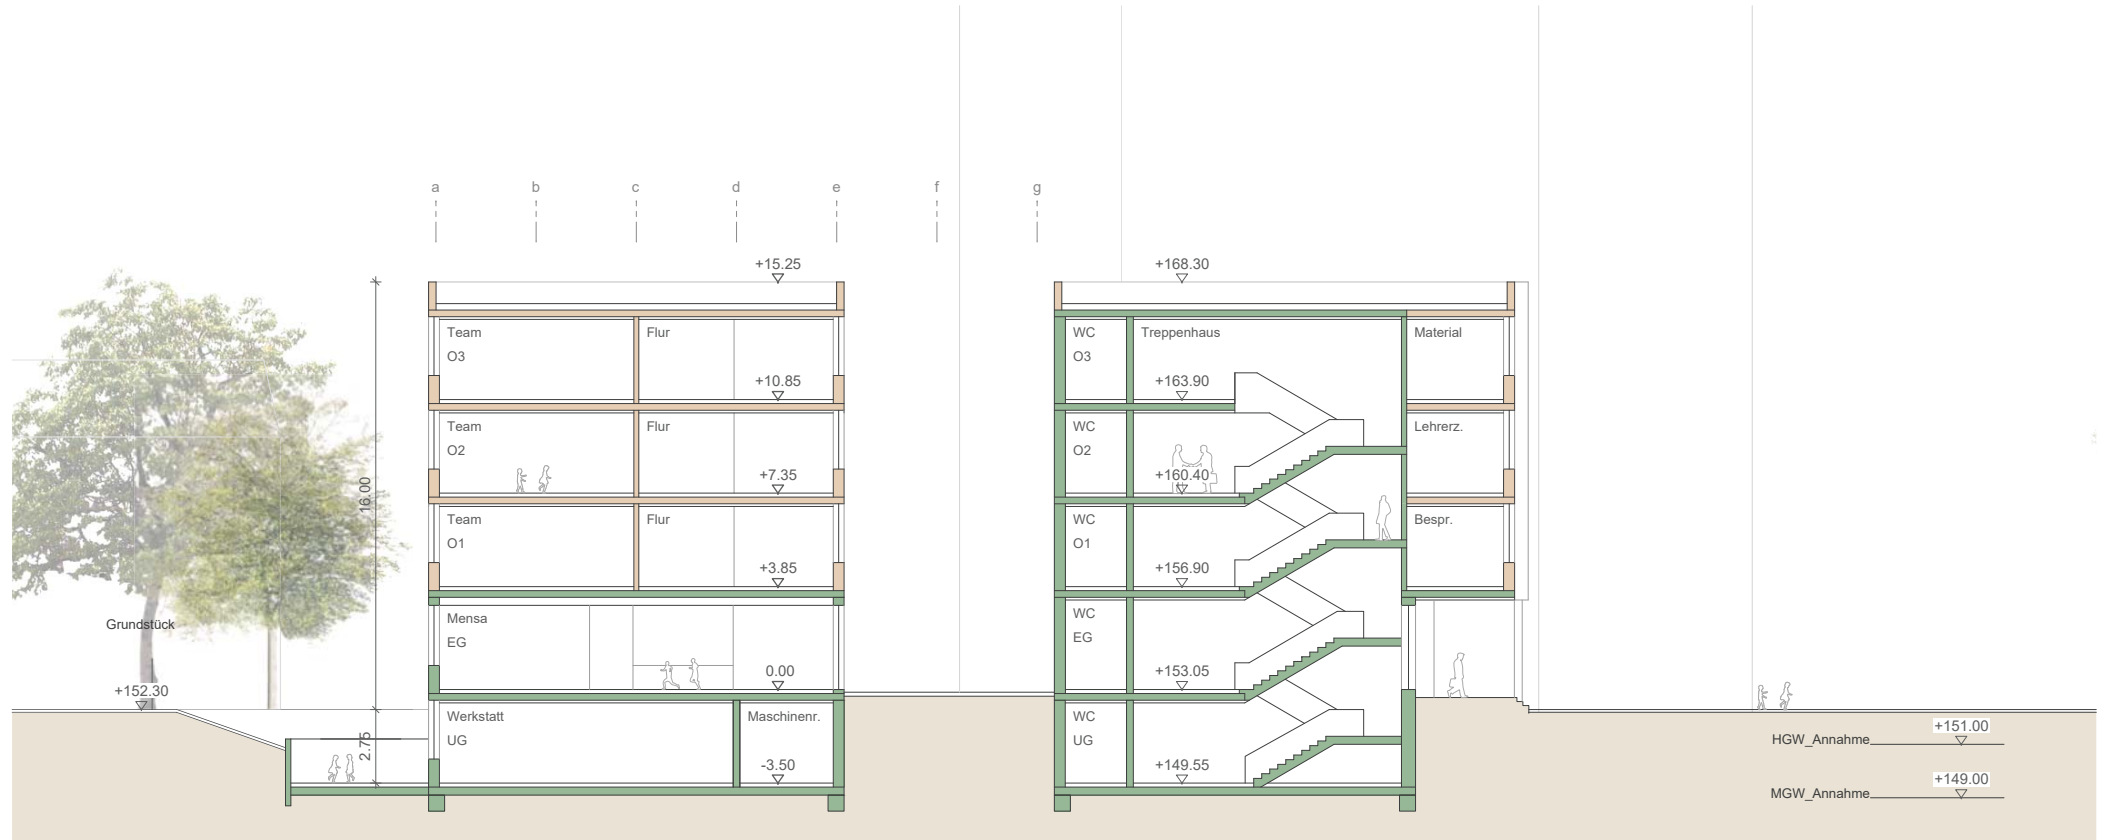 a b c d e f g
+15.25 +168.30
Team Flur WC Treppenhaus Material
O3 WC O3
+10.85 +163.90
Team Flur WC Lehrerz.
O2 O2
+7.35 +160.40
16.00
Team Flur WC Bespr.
O1 O1
+3.85 +156.90
Mensa WC
Grundstück
EG EG
0.00 +153.05
+152.30
Werkstatt Maschinenr. WC
+151.00
UG UG
HGW_Annahme
2.75
-3.50 +149.55
+149.00
MGW_Annahme